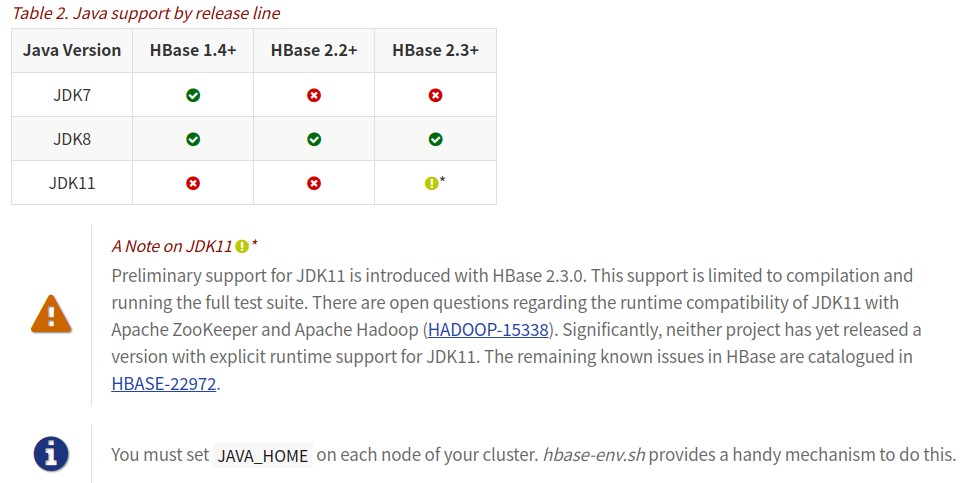 Table 2. Java support by release line
Java Version HBase 1.4+ HBase 2.2+ HBase 2.3+
JDK7
JDK8
JDK11 *
A Note on JDK11 *
Preliminary support for JDK11 is introduced with HBase 2.3.0. This support is limited to compilation and
running the full test suite. There are open questions regarding the runtime compatibility of JDK11 with
Apache ZooKeeper and Apache Hadoop (HADOOP-15338). Significantly, neither project has yet released a
version with explicit runtime support for JDK11. The remaining known issues in HBase are catalogued in
HBASE-22972.
You must set JAVA_HOME on each node of your cluster. hbase-env.sh provides a handy mechanism to do this.